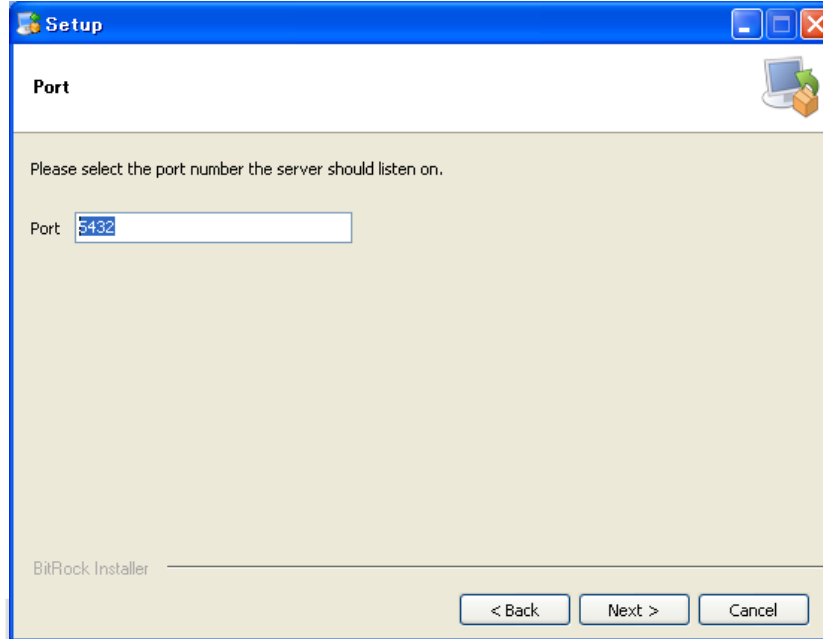 Setup
Port
Please select the port number the server should listen on.
Port 5432
BitRock Installer
< Back Next > Cancel